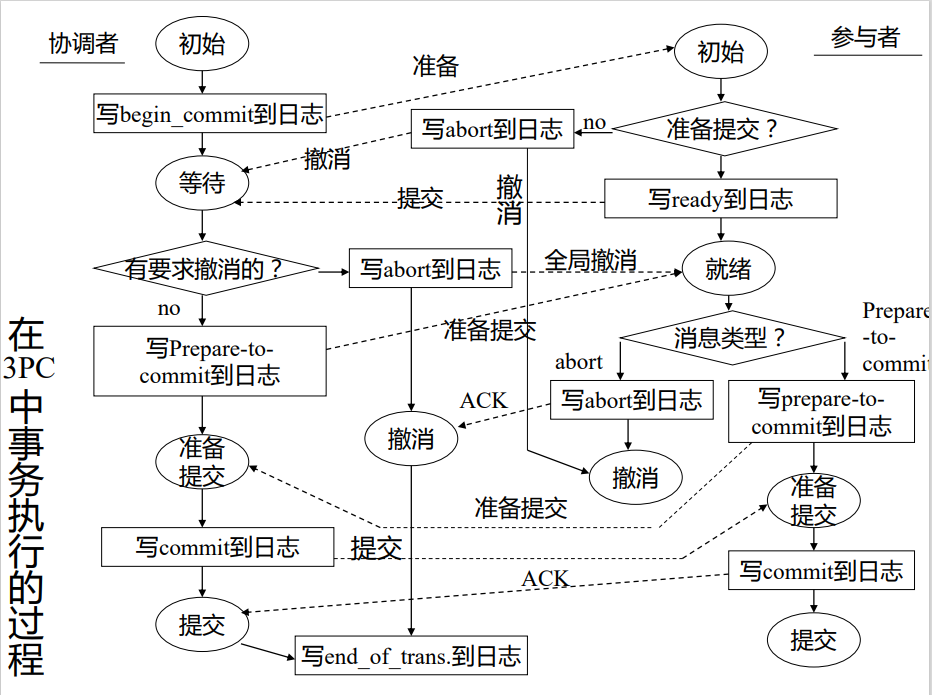 协调者
初始
初始
参与者
准备
写begin_commit到日志
写abort到日志
no
准备提交？
撤消
等待
提交
撤
消
写ready到日志
有要求撤消的？
写abort到日志
全局撤消
就绪
no
准备提交
消息类型？
Prepare
-to-
commit
在
3PC
中
事
务
执
行
的
过
程
写Prepare-to-
commit到日志
abort
ACK
写abort到日志
写prepare-to-
commit到日志
准备
提交
撤消
撤消
准备
提交
准备提交
写commit到日志
提交
ACK
写commit到日志
提交
写end_of_trans.到日志
提交